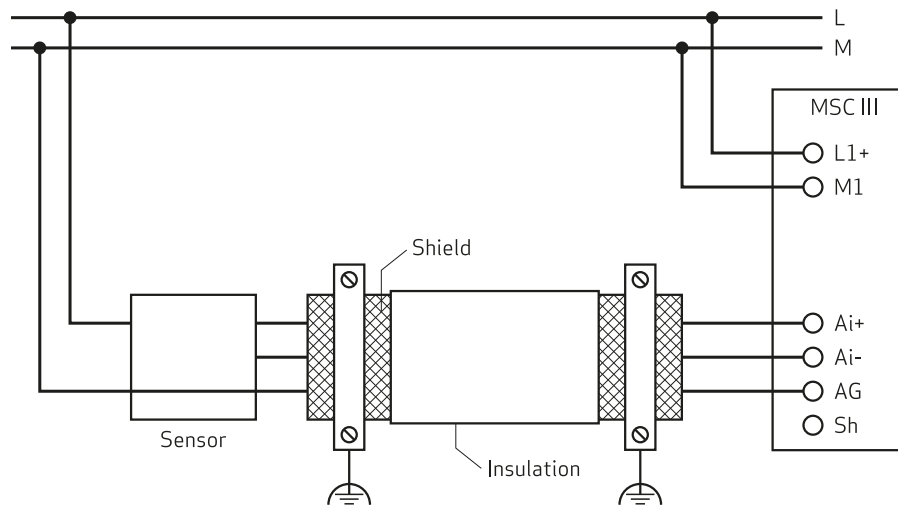 L
M
MSC III
L1+
M1
Shield
Ai+
Ai-
AG
Sh
Sensor
Insulation